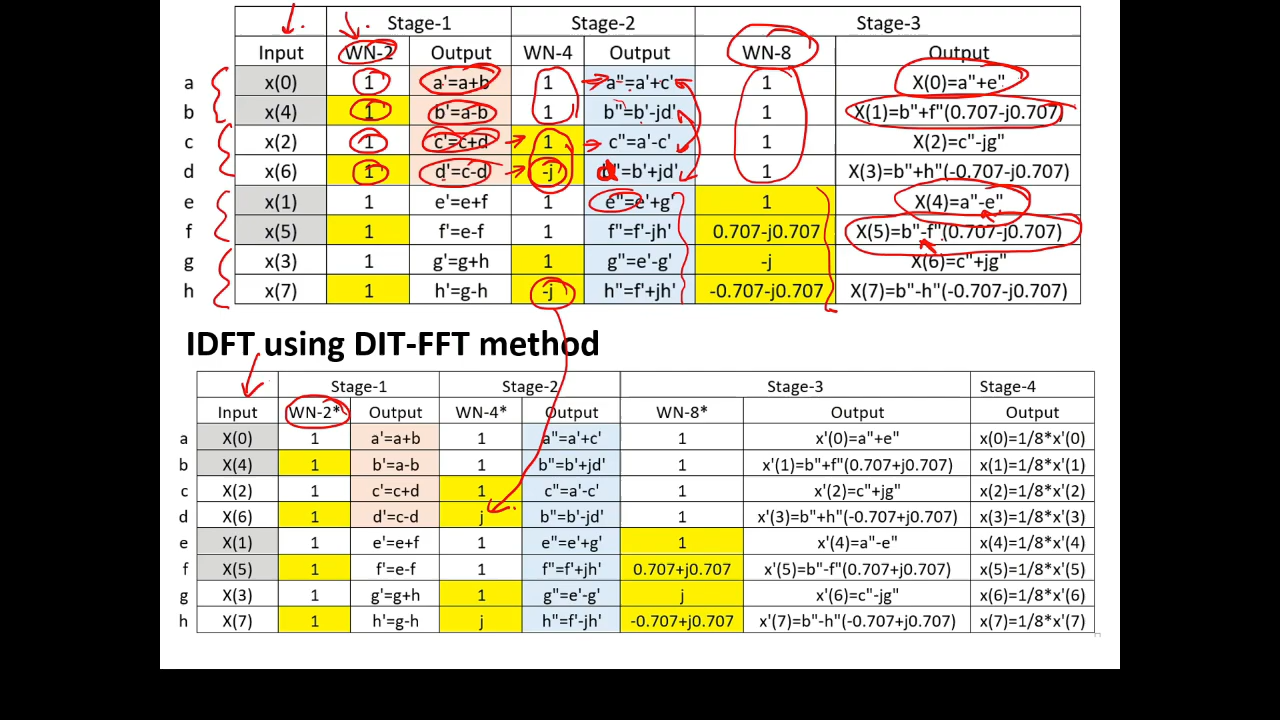 Stage-1 Stage-2 Stage-3
Input WN-2 Output WN-4 Output WN-8 Output
a x(0) 1 a'=a+b 1 a"=a'+c' 1 X(0)=a"+e"
b x(4) 1 b'=a-b 1 b"=b'-jd' 1 X(1)=b"+f"(0.707-j0.707)
c x(2) 1 c'=c+d 1 c"=a'-c' 1 X(2)=c"-jg"
d x(6) 1 d'=c-d -j d"=b'+jd' 1 X(3)=b"+h"(-0.707-j0.707)
e x(1) 1 e'=e+f 1 e"=e'+g' 1 X(4)=a"-e"
f x(5) 1 f'=e-f 1 f"=f'-jh' 0.707-j0.707 X(5)=b"-f"(0.707-j0.707)
g x(3) 1 g'=g+h 1 g"=e'-g' -j X(6)=c"+jg"
h x(7) 1 h'=g-h -j h"=f'+jh' -0.707-j0.707 X(7)=b"-h"(-0.707-j0.707)
IDFT using DIT-FFT method
Stage-1 Stage-2 Stage-3 Stage-4
Input WN-2* Output WN-4* Output WN-8* Output Output
a X(0) 1 a'=a+b 1 a"=a'+c' 1 x'(0)=a"+e" x(0)=1/8*x'(0)
b X(4) 1 b'=a-b 1 b"=b'+jd' 1 x'(1)=b"+f"(0.707+j0.707) x(1)=1/8*x'(1)
c X(2) 1 c'=c+d 1 c"=a'-c' 1 x'(2)=c"+jg" x(2)=1/8*x'(2)
d X(6) 1 d'=c-d j b"=b'-jd' 1 x'(3)=b"+h"(-0.707+j0.707) x(3)=1/8*x'(3)
e X(1) 1 e'=e+f 1 e"=e'+g' 1 x'(4)=a"-e" x(4)=1/8*x'(4)
f X(5) 1 f'=e-f 1 f"=f'+jh' 0.707+j0.707 x'(5)=b"-f"(0.707+j0.707) x(5)=1/8*x'(5)
g X(3) 1 g'=g+h 1 g"=e'-g' j x'(6)=c"-jg" x(6)=1/8*x'(6)
h X(7) 1 h'=g-h j h"=f'-jh' -0.707+j0.707 x'(7)=b"-h"(-0.707+j0.707) x(7)=1/8*x'(7)